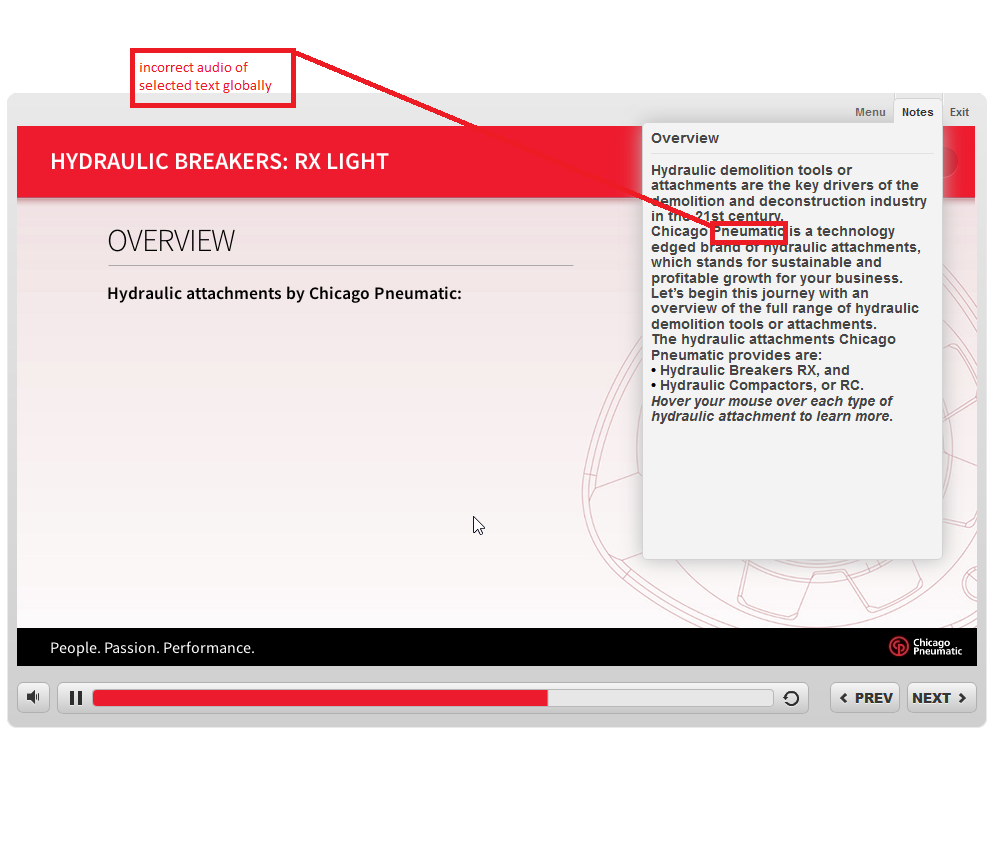 incorrect audio of
selected text globally
Menu Notes Exit
HYDRAULIC BREAKERS: RX LIGHT
OVERVIEW
Hydraulic attachments by Chicago Pneumatic:
Overview
Hydraulic demolition tools or
attachments are the key drivers of the
demolition and deconstruction industry
in the 21st century.
Chicago Pneumatic is a technology
edged brand of hydraulic attachments,
which stands for sustainable and
profitable growth for your business.
Let’s begin this journey with an
overview of the full range of hydraulic
demolition tools or attachments.
The hydraulic attachments Chicago
Pneumatic provides are:
• Hydraulic Breakers RX, and
• Hydraulic Compactors, or RC.
Hover your mouse over each type of
hydraulic attachment to learn more.
People. Passion. Performance.
Chicago
Pneumatic
PREV NEXT